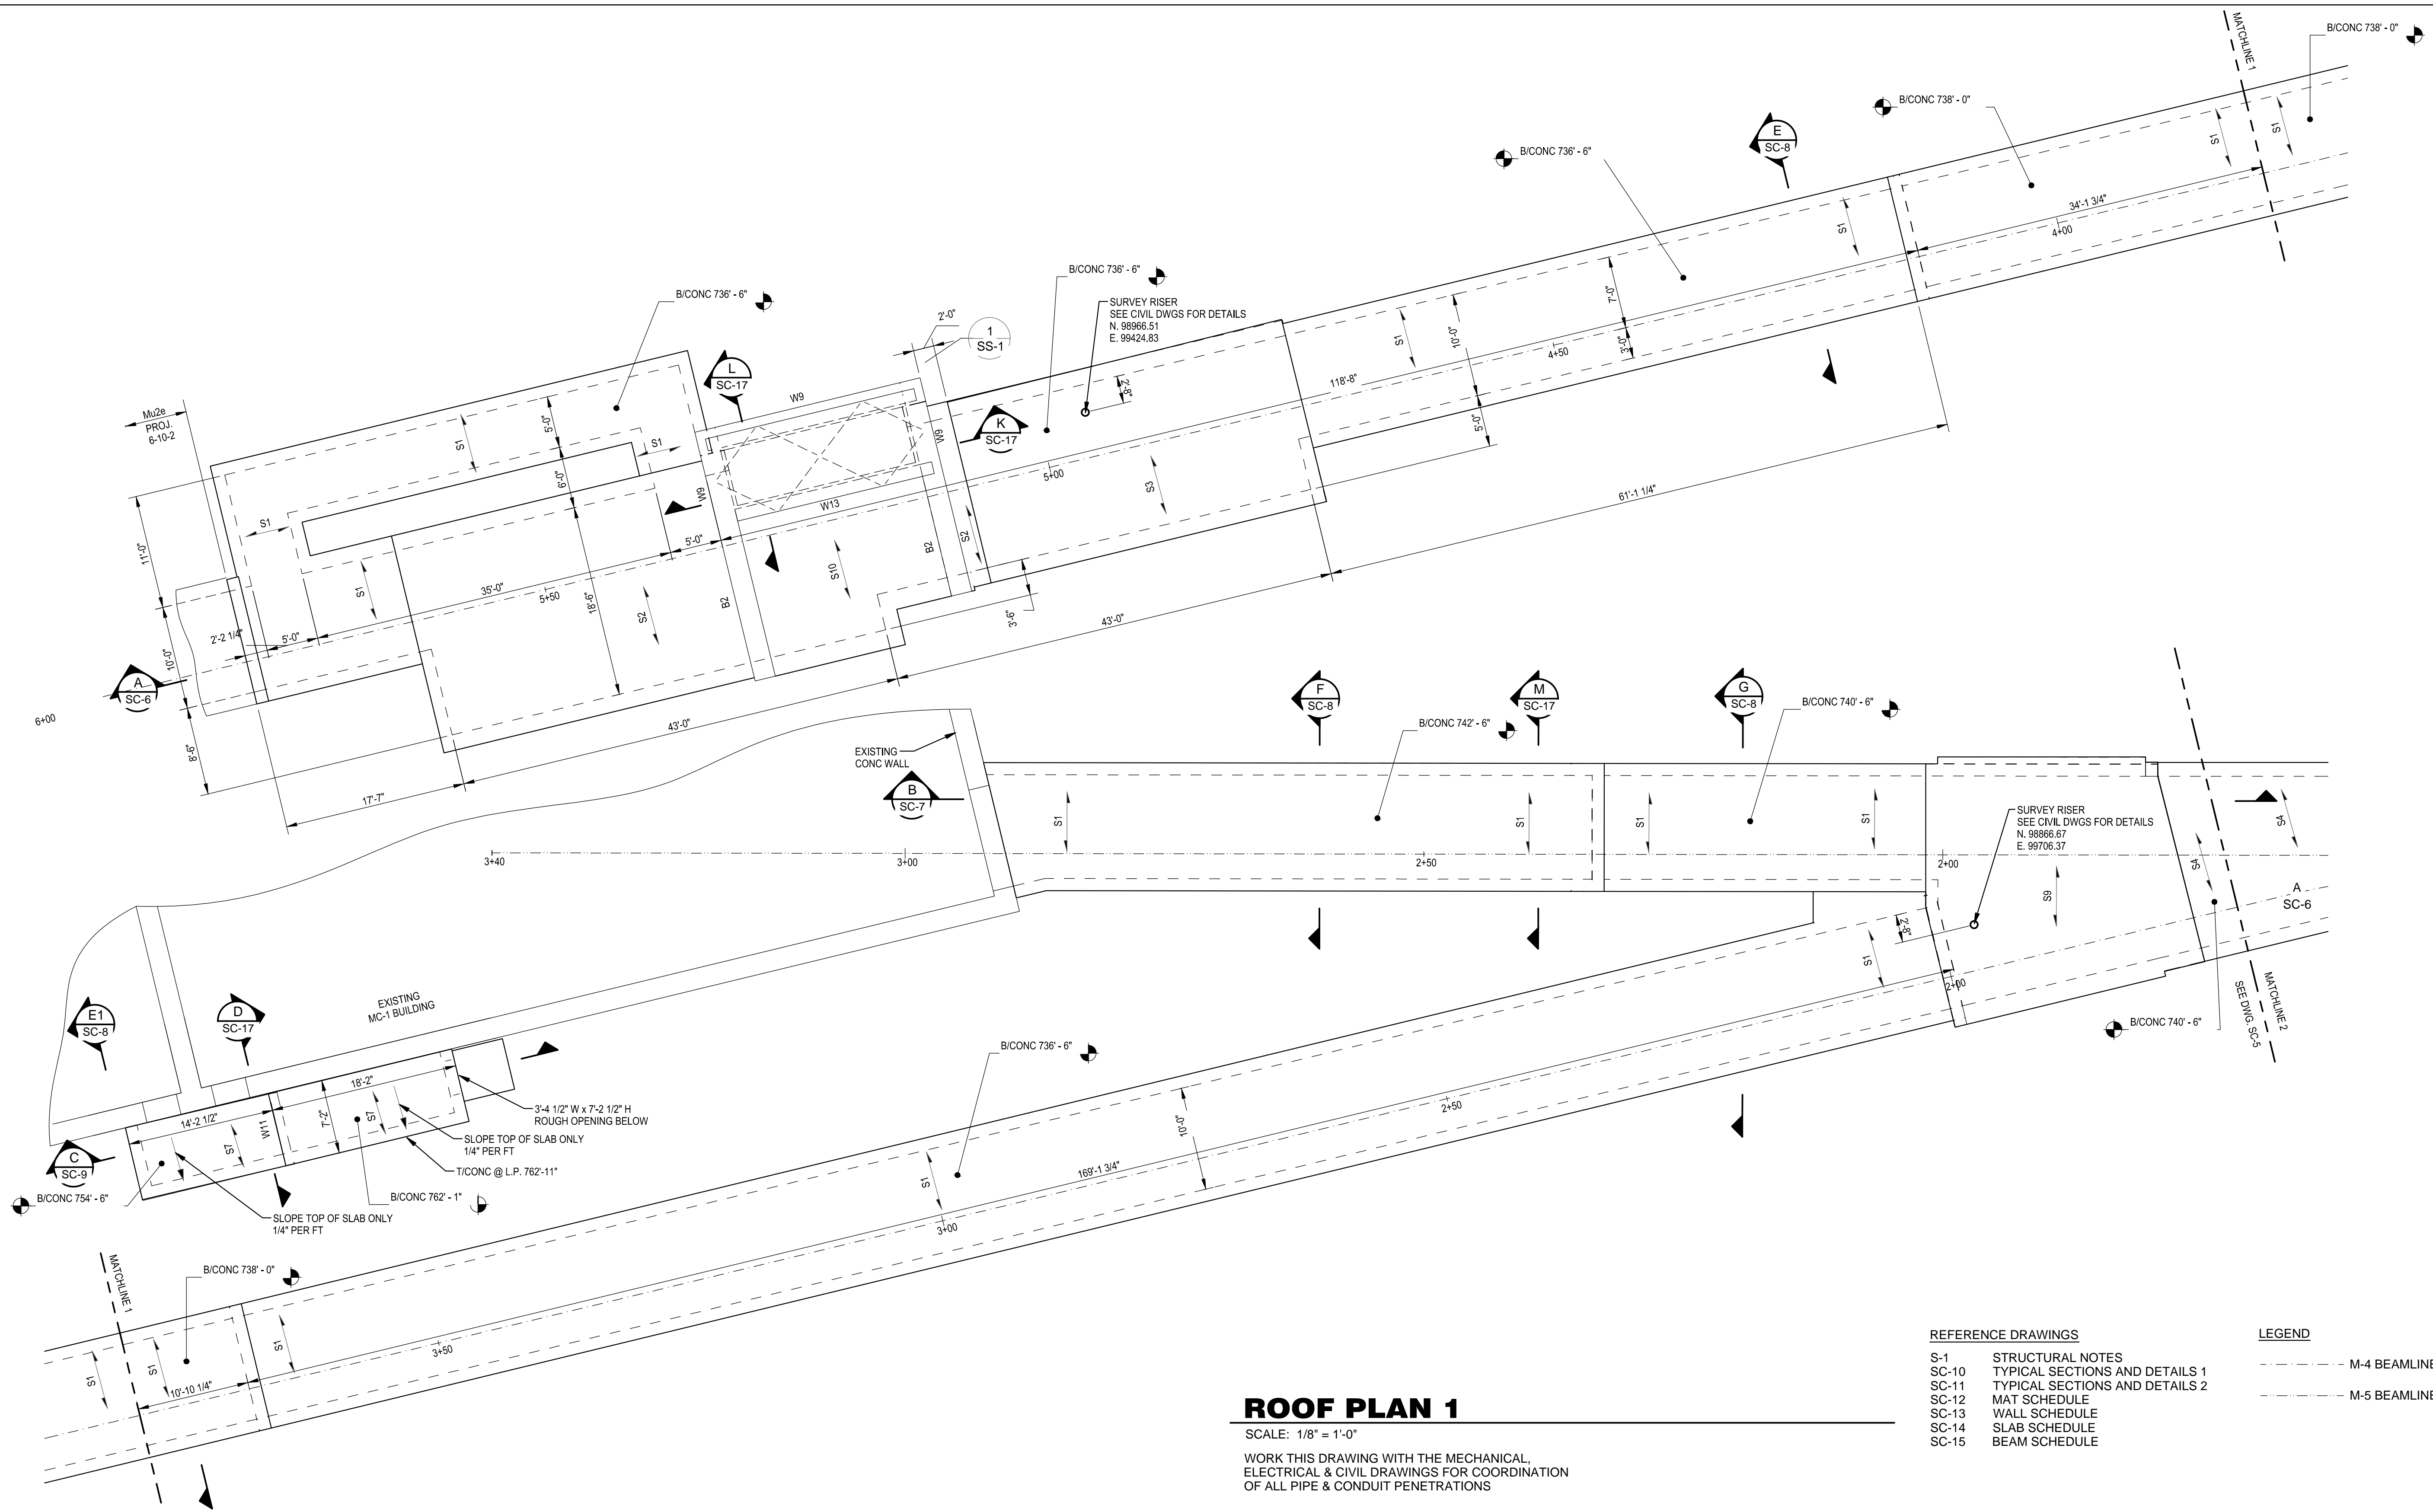 MATCHLINE 1
B/CONC 738' - 0"
B/CONC 738' - 0"
E
SC-8
B/CONC 736' - 6"
S1
S1
S1
34'-1 3/4"
4+00
B/CONC 736' - 6"
SURVEY RISER
SEE CIVIL DWGS FOR DETAILS
N. 98966.51
E. 99424.83
B/CONC 736' - 6"
2'-0"
1
SS-1
L
SC-17
W9
K
SC-17
2'-8"
7'-0"
10'-0"
S1
3'-0"
4+50
118'-8"
5'-0"
Mu2e
PROJ.
6-10-2
S1
5'-0"
S1
6'-0"
W9
W9
W13
5+00
S3
61'-1 1/4"
S1
11'-0"
S1
35'-0"
5+50
5'-0"
18'-6"
S2
B2
S10
B2
S2
3'-6"
43'-0"
2'-2 1/4"
5'-0"
10'-0"
A
SC-6
6+00
8'-6"
43'-0"
17'-7"
EXISTING
CONC WALL
B
SC-7
F
SC-8
B/CONC 742' - 6"
M
SC-17
G
SC-8
B/CONC 740' - 6"
S1
S1
S1
S1
SURVEY RISER
SEE CIVIL DWGS FOR DETAILS
N. 98866.67
E. 99706.37
S4
S4
3+40
3+00
2+50
2+00
S9
A
SC-6
2'-8"
S1
2+00
MATCHLINE 2
SEE DWG. SC-5
B/CONC 740' - 6"
EXISTING
MC-1 BUILDING
E1
SC-8
D
SC-17
18'-2"
14'-2 1/2"
W11
7'-2"
S7
S7
3'-4 1/2" W x 7'-2 1/2" H
ROUGH OPENING BELOW
SLOPE TOP OF SLAB ONLY
1/4" PER FT
T/CONC @ L.P. 762'-11"
C
SC-9
B/CONC 754' - 6"
B/CONC 762' - 1"
SLOPE TOP OF SLAB ONLY
1/4" PER FT
B/CONC 736' - 6"
10'-0"
2+50
169'-1 3/4"
S1
3+00
MATCHLINE 1
B/CONC 738' - 0"
S1
S1
S1
3+50
10'-10 1/4"
ROOF PLAN 1
SCALE: 1/8" = 1'-0"
WORK THIS DRAWING WITH THE MECHANICAL,
ELECTRICAL & CIVIL DRAWINGS FOR COORDINATION
OF ALL PIPE & CONDUIT PENETRATIONS
REFERENCE DRAWINGS
S-1 STRUCTURAL NOTES
SC-10 TYPICAL SECTIONS AND DETAILS 1
SC-11 TYPICAL SECTIONS AND DETAILS 2
SC-12 MAT SCHEDULE
SC-13 WALL SCHEDULE
SC-14 SLAB SCHEDULE
SC-15 BEAM SCHEDULE
LEGEND
M-4 BEAMLINE
M-5 BEAMLINE